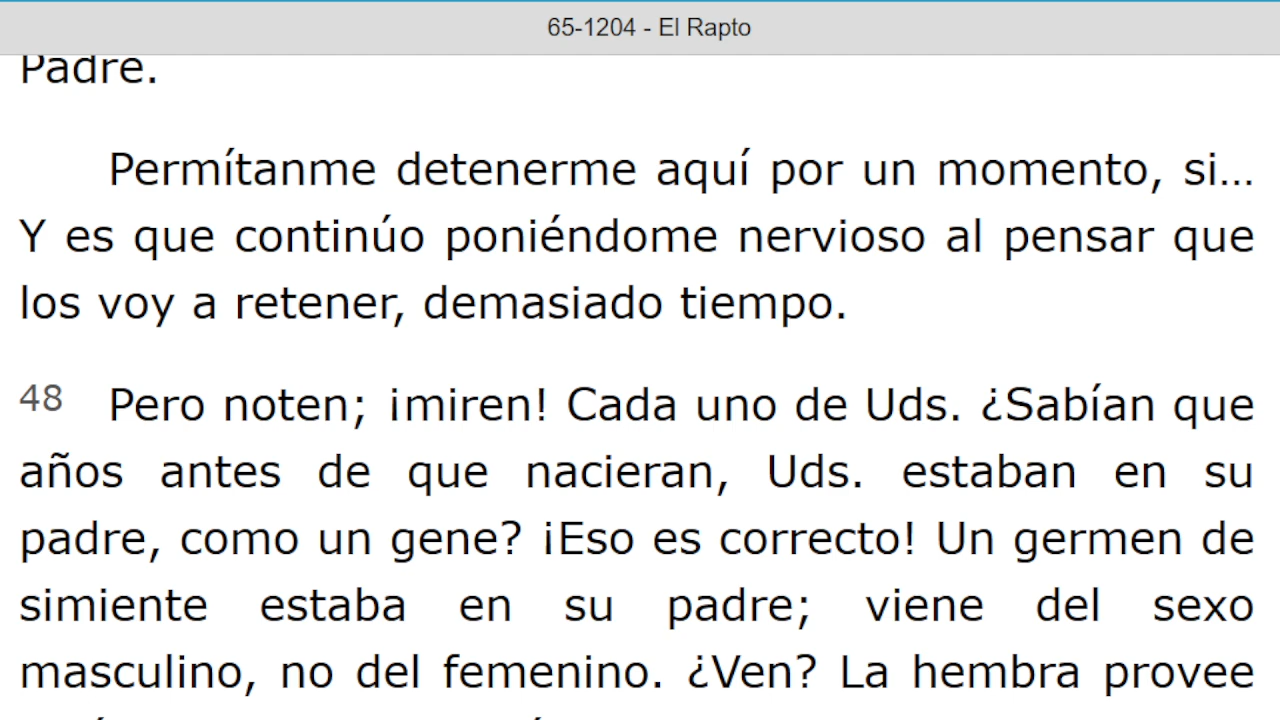 65-1204 - El Rapto
Padre.
Permítanme detenerme aquí por un momento, si...
Y es que continúo poniéndome nervioso al pensar que
los voy a retener, demasiado tiempo.
48 Pero noten; ¡miren! Cada uno de Uds. ¿Sabían que
años antes de que nacieran, Uds. estaban en su
padre, como un gene? ¡Eso es correcto! Un germen de
simiente estaba en su padre; viene del sexo
masculino, no del femenino. ¿Ven? La hembra provee